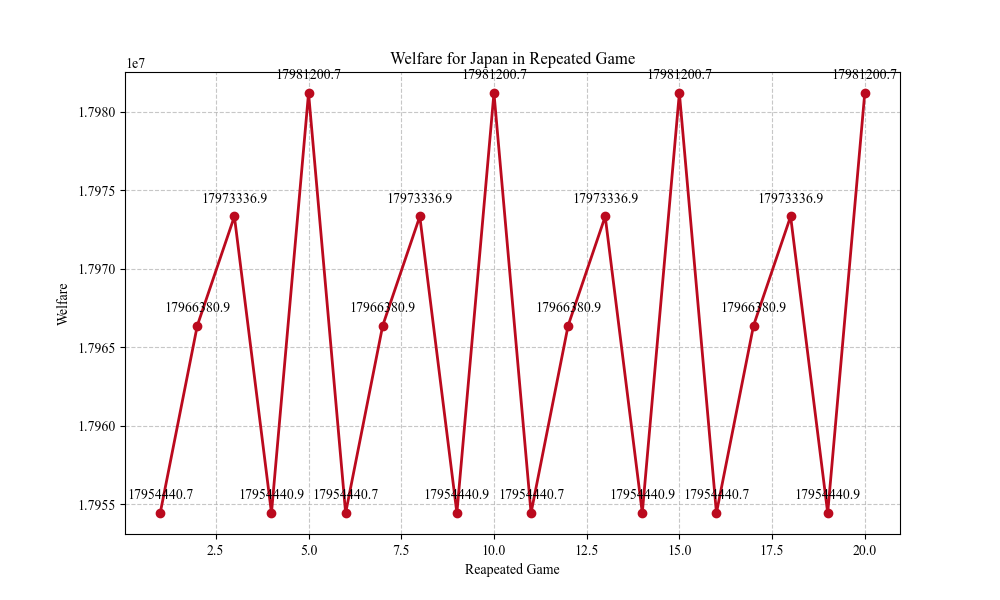 Welfare for Japan in Repeated Game
1e7
17981200.7 17981200.7 17981200.7 17981200.7
1.7980
17973336.9 17973336.9 17973336.9 17973336.9
1.7975
1.7970
17966380.9 17966380.9 17966380.9 17966380.9
Welfare
1.7965
1.7960
17954440.7 17954440.9 17954440.7 17954440.9 17954440.7 17954440.9 17954440.7 17954440.9
1.7955
2.5 5.0 7.5 10.0 12.5 15.0 17.5 20.0
Reapeated Game